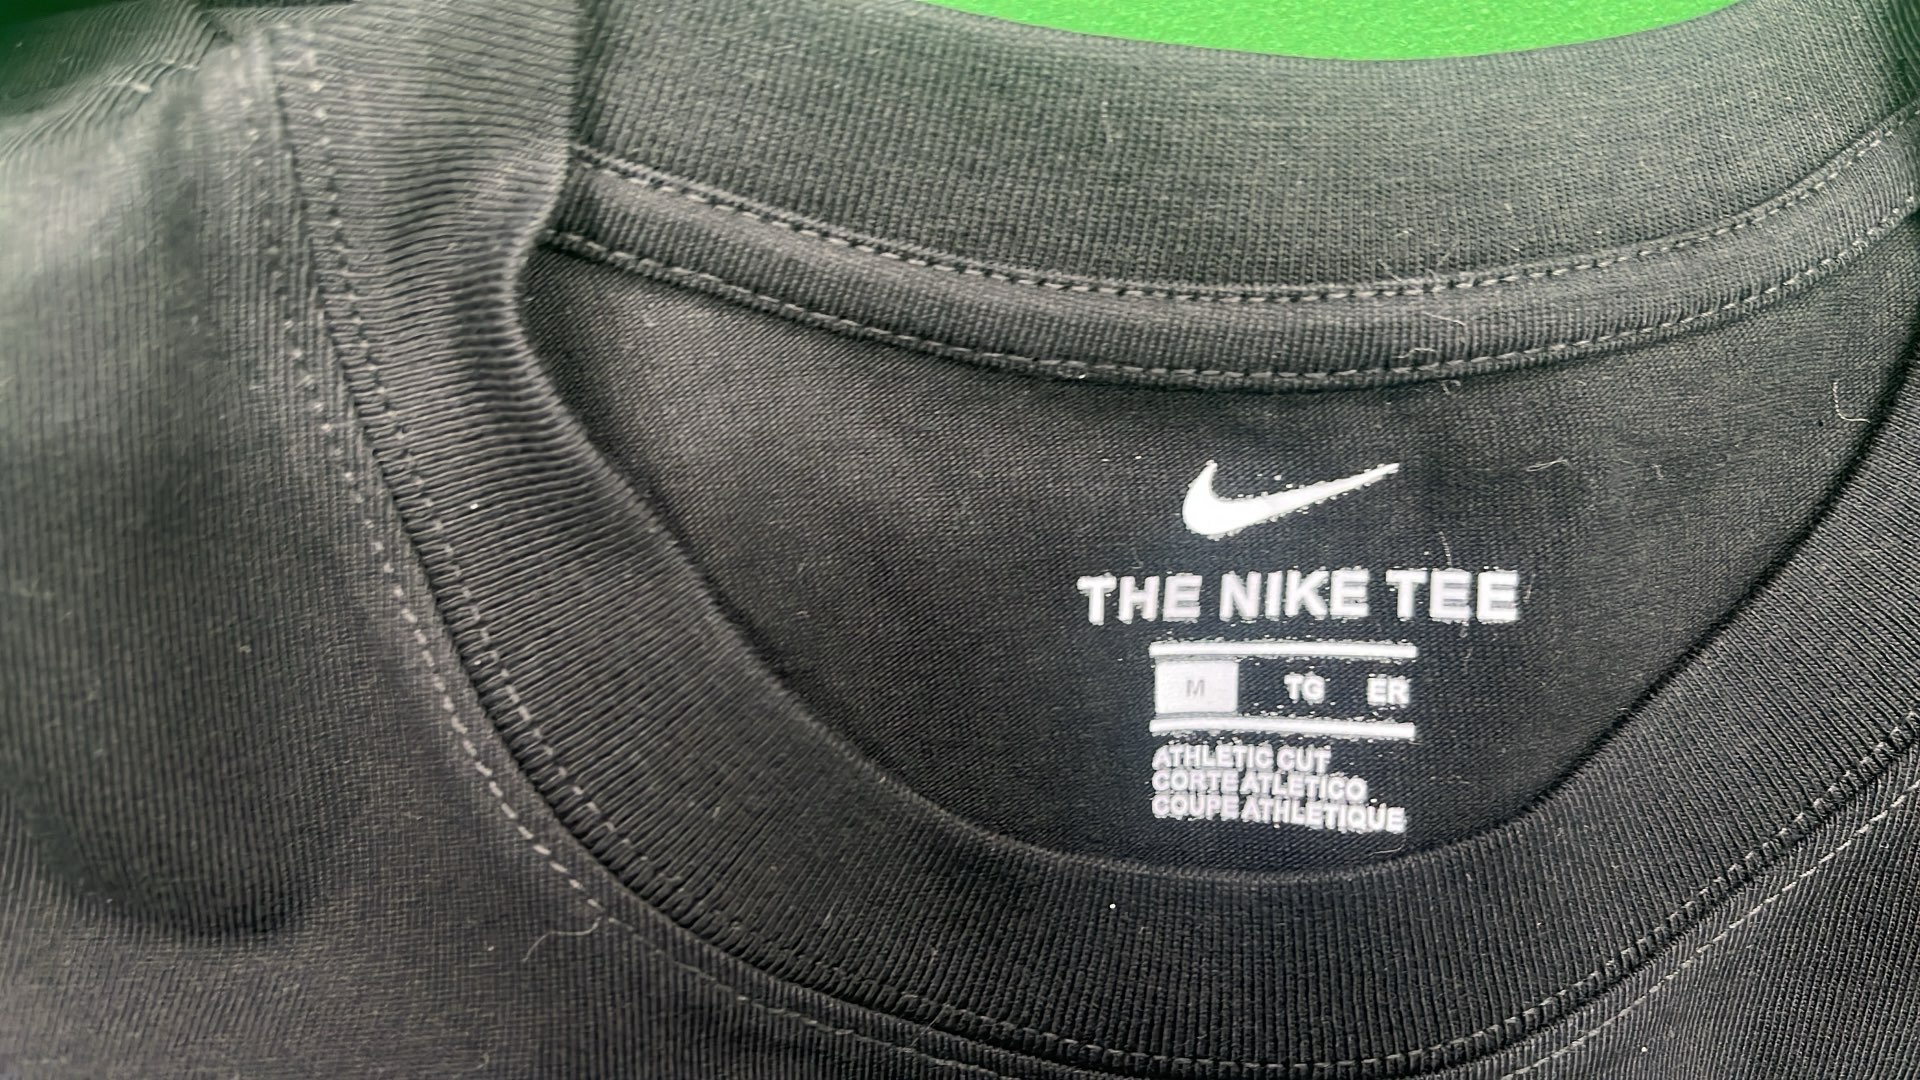 THE NIKE TEE
M TG ER
ATHLETIC CUT
CORTE ATLETICO
COUPE ATHLETIQUE